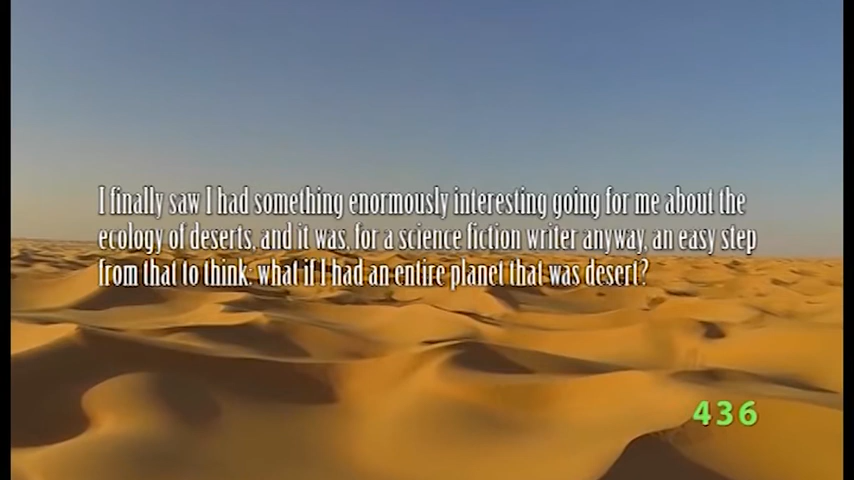 I finally saw I had something enormously interesting going for me about the
ecology of deserts, and it was, for a science fiction writer anyway, an easy step
from that to think: what if I had an entire planet that was desert?
436